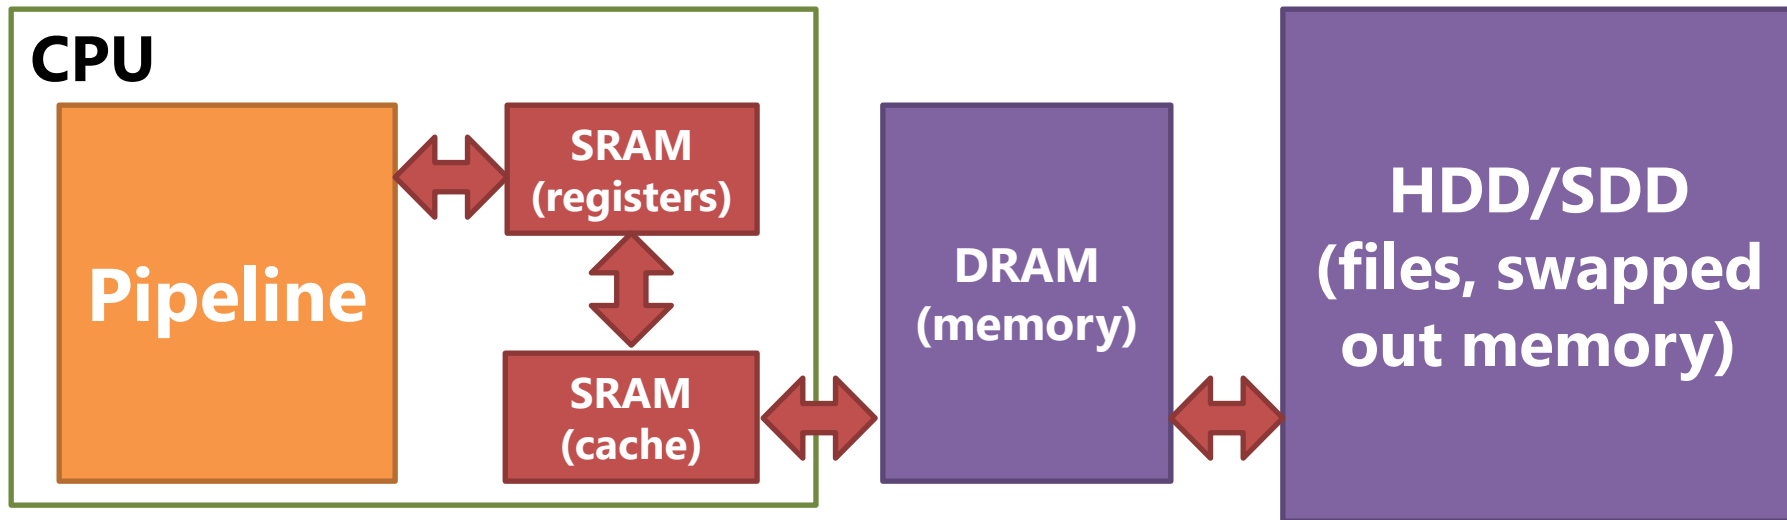 CPU
Pipeline
SRAM
(registers)
SRAM
(cache)
DRAM
(memory)
HDD/SDD
(files, swapped
out memory)